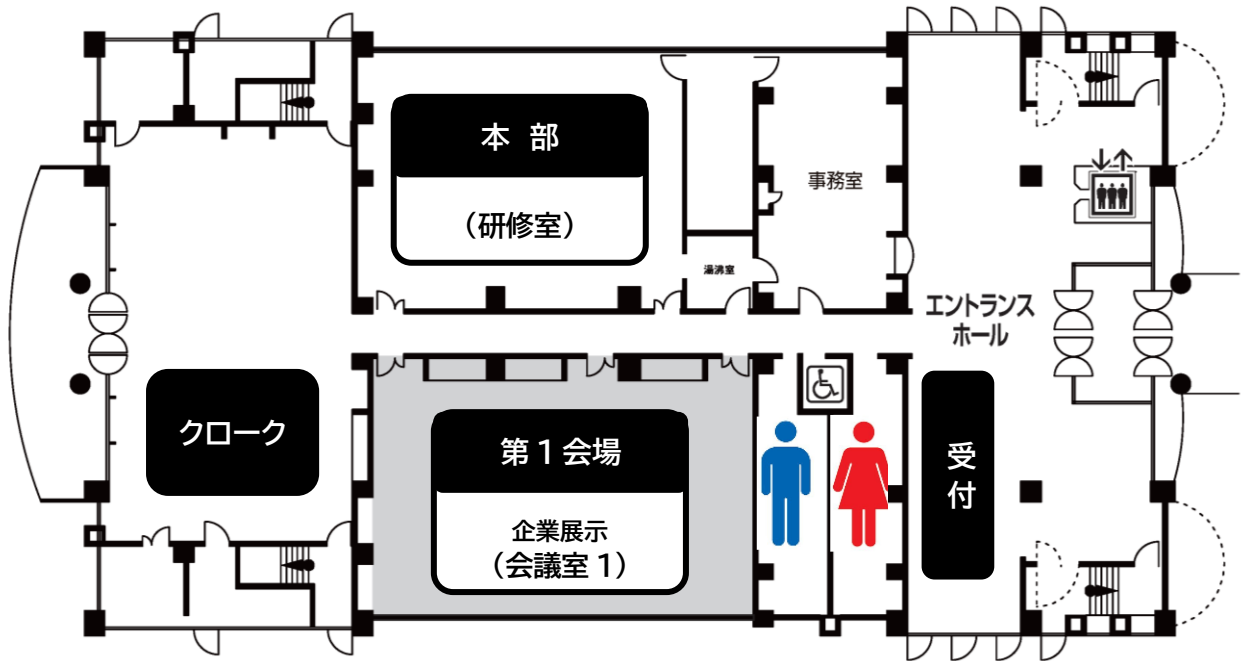 本 部
（研修室）
事務室
湯沸室
エントランス
ホール
クローク
第１会場
企業展示
（会議室１）
受付